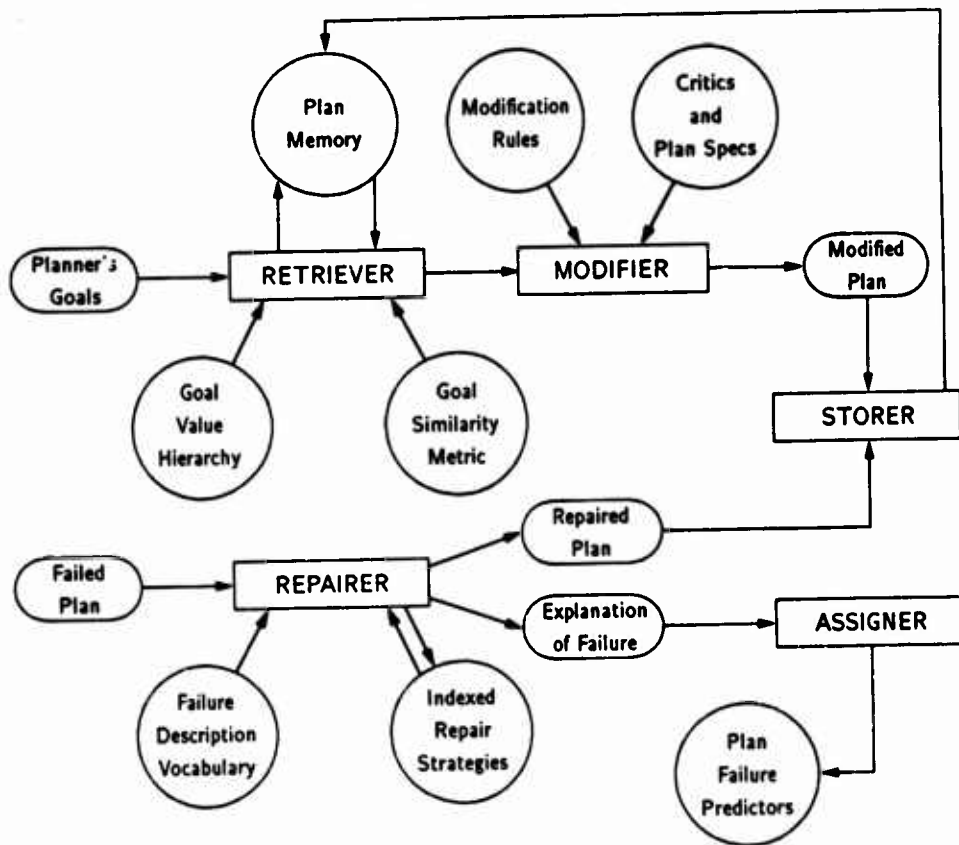 Plan
Memory
Modification
Rules
Critics
and
Plan Specs
Planner's
Goals
RETRIEVER
MODIFIER
Modified
Plan
Goal
Value
Hierarchy
Goal
Similarity
Metric
STORER
Repaired
Plan
Failed
Plan
REPAIRER
Explanation
of Failure
ASSIGNER
Failure
Description
Vocabulary
Indexed
Repair
Strategies
Plan
Failure
Predictors